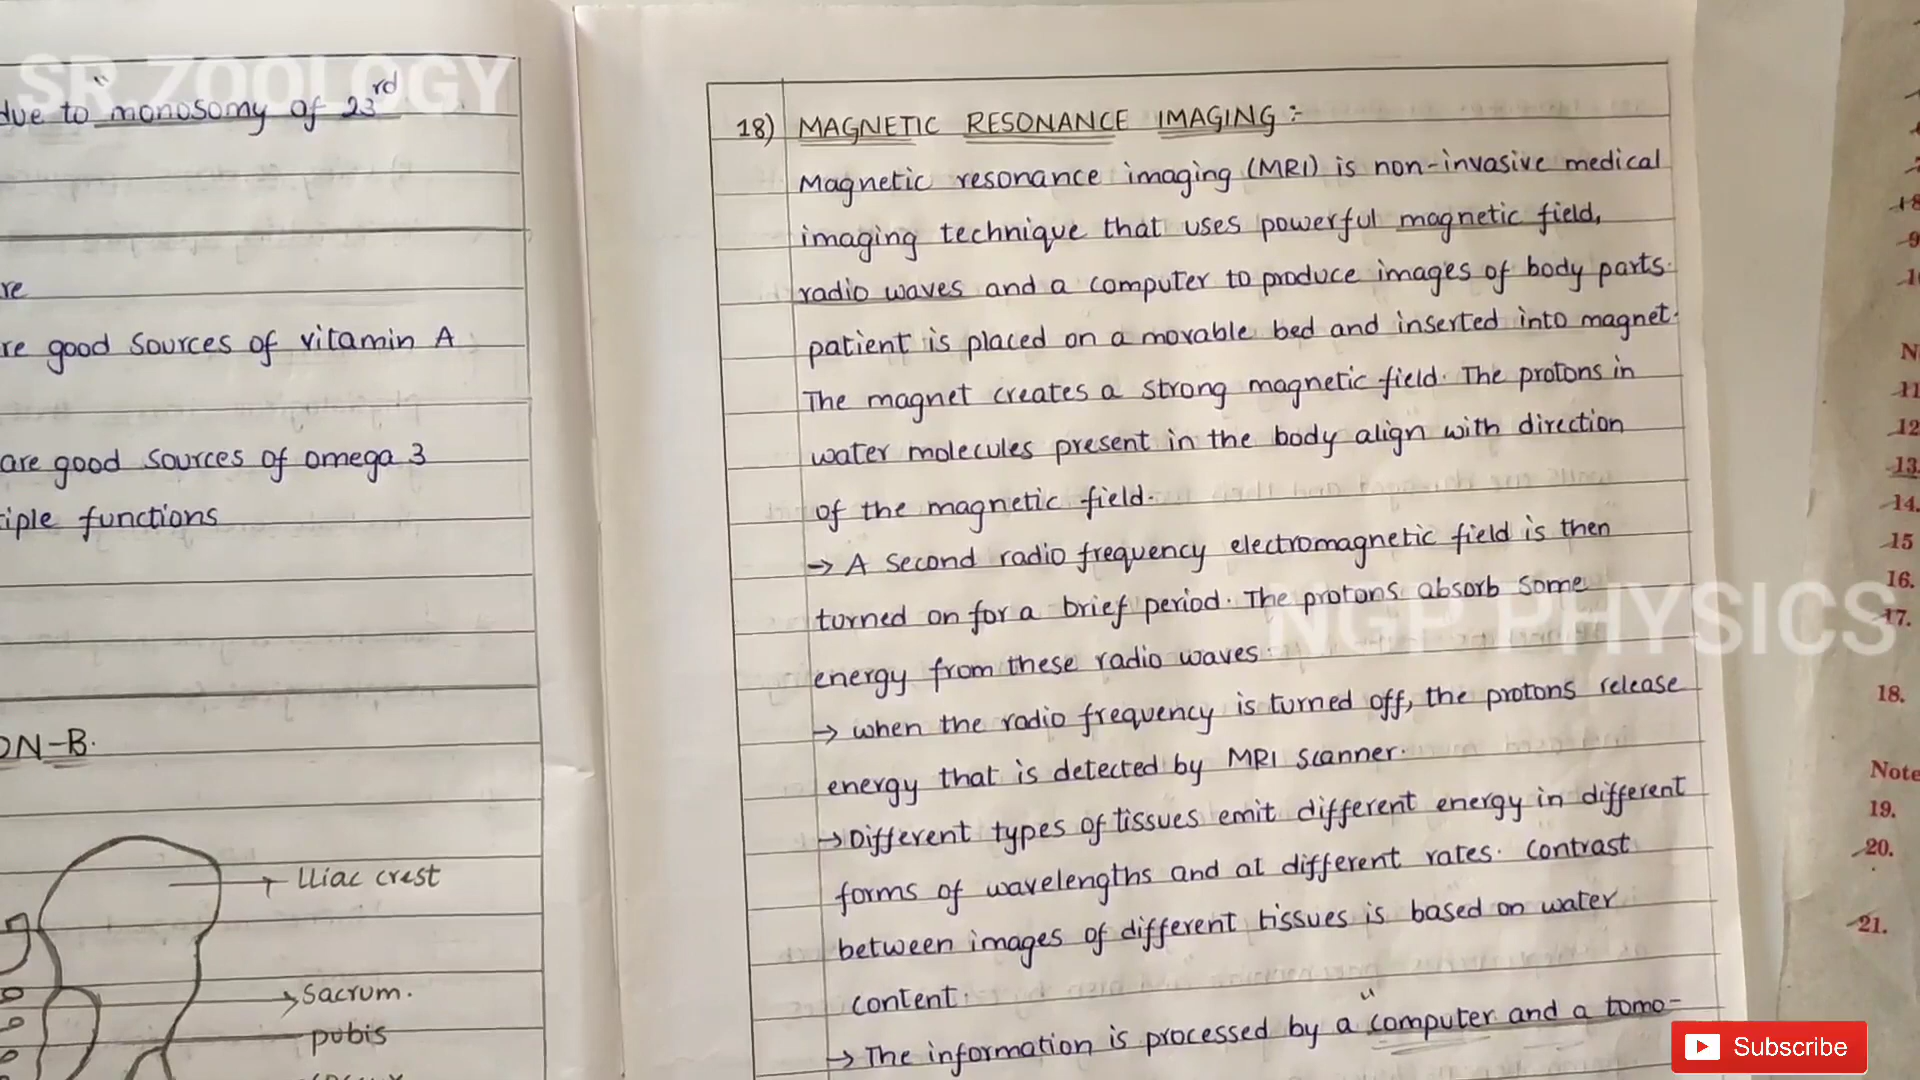 SR ZOOLOGY
due to "monosomy of 23rd
re
re good sources of vitamin A
are good sources of omega 3
tiple functions
ON-B.
Iliac crest
Sacrum.
pubis
18) MAGNETIC RESONANCE IMAGING :-
Magnetic resonance imaging (MRI) is non-invasive medical
imaging technique that uses powerful magnetic field,
radio waves and a computer to produce images of body parts.
patient is placed on a movable bed and inserted into magnet.
The magnet creates a strong magnetic field. The protons in
water molecules present in the body align with direction
of the magnetic field.
→ A second radio frequency electromagnetic field is then
turned on for a brief period. The protons absorb some
energy from these radio waves.
→ when the radio frequency is turned off, the protons release
energy that is detected by MRI scanner.
→ Different types of tissues emit different energy in different
forms of wavelengths and at different rates. Contrast
between images of different tissues is based on water
content.
→ The information is processed by a "computer and a tomo-
NGP PHYSICS
18
9
N
11
12
13
14.
15
16.
17.
18.
Note
19.
20.
21.
Subscribe